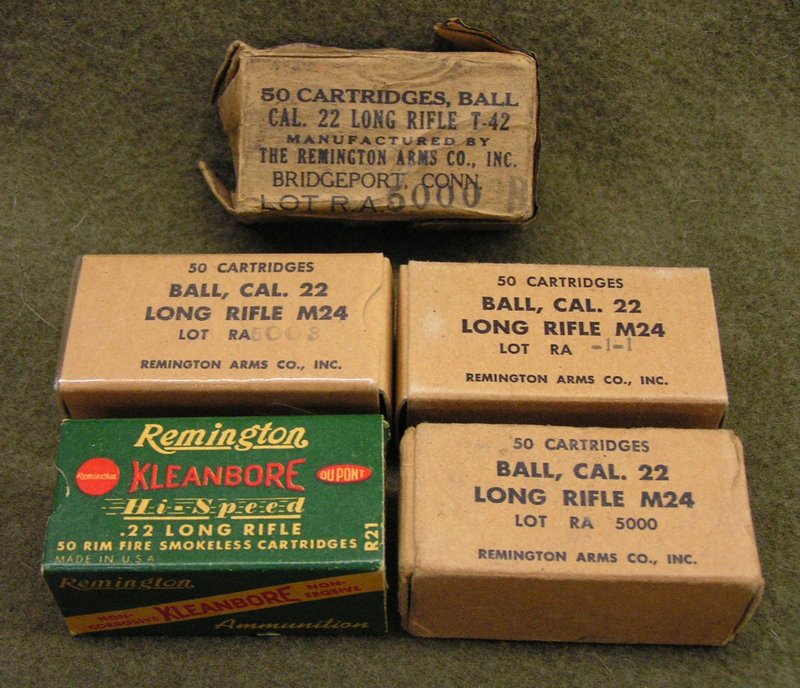 50 CARTRIDGES, BALL
CAL. 22 LONG RIFLE T-42
MANUFACTURED BY
THE REMINGTON ARMS CO., INC.
BRIDGEPORT, CONN.
LOT R.A. 5000
50 CARTRIDGES
BALL, CAL. 22
LONG RIFLE M24
LOT RA 5003
REMINGTON ARMS CO., INC.
50 CARTRIDGES
BALL, CAL. 22
LONG RIFLE M24
LOT RA -1-1
REMINGTON ARMS CO., INC.
Remington
Remington KLEANBORE DU PONT
Hi-Speed
.22 LONG RIFLE
50 RIM FIRE SMOKELESS CARTRIDGES
R21
MADE IN U.S.A.
Remington
NON-CORROSIVE KLEANBORE NON-EROSIVE
Ammunition
50 CARTRIDGES
BALL, CAL. 22
LONG RIFLE M24
LOT RA 5000
REMINGTON ARMS CO., INC.